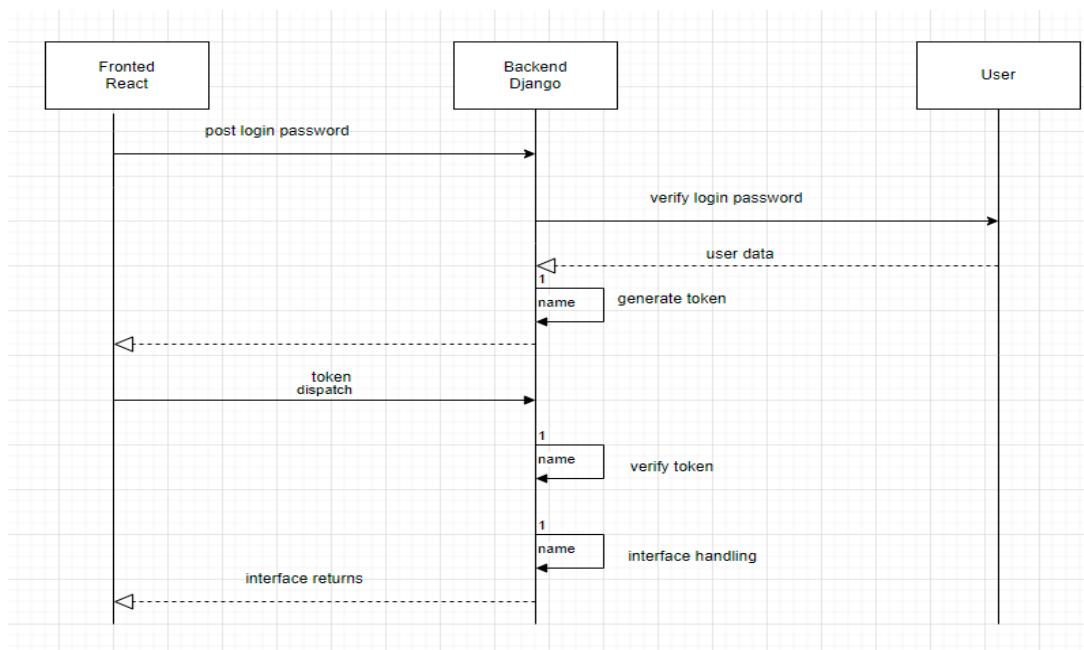 Fronted
React
Backend
Django
User
post login password
verify login password
user data
1
name
generate token
token
dispatch
1
name
verify token
1
name
interface handling
interface returns